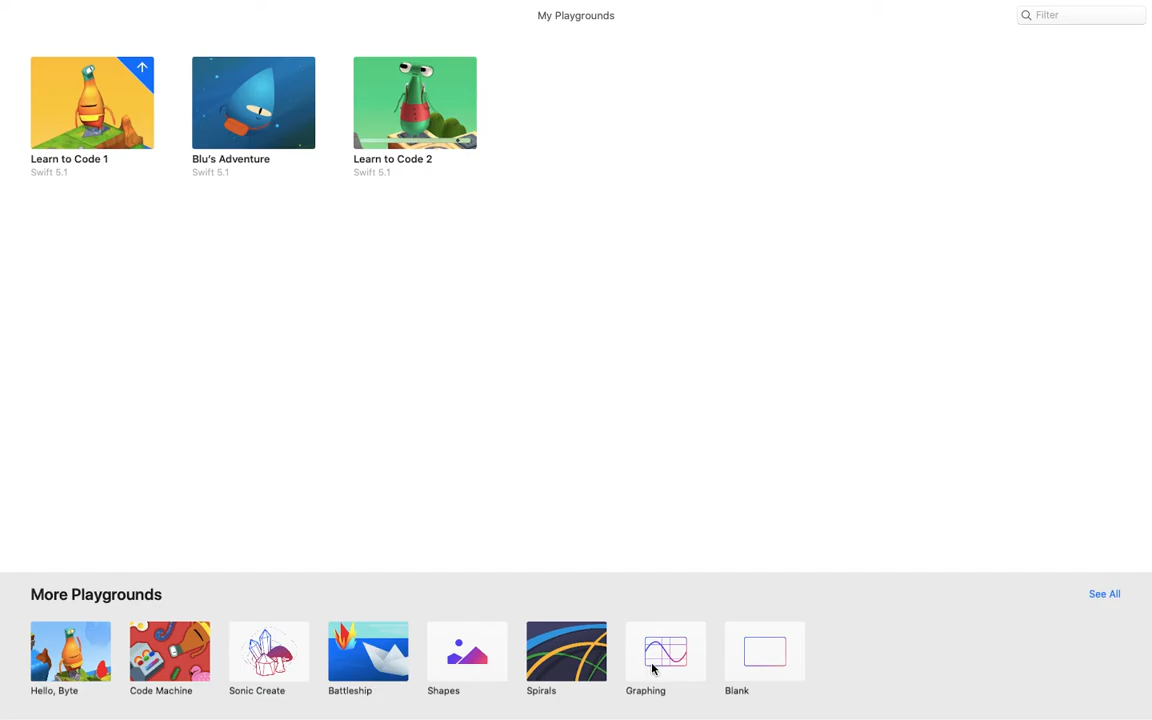 My Playgrounds
Filter
Learn to Code 1
Swift 5.1
Blu's Adventure
Swift 5.1
Learn to Code 2
Swift 5.1
More Playgrounds
See All
Hello, Byte
Code Machine
Sonic Create
Battleship
Shapes
Spirals
Graphing
Blank